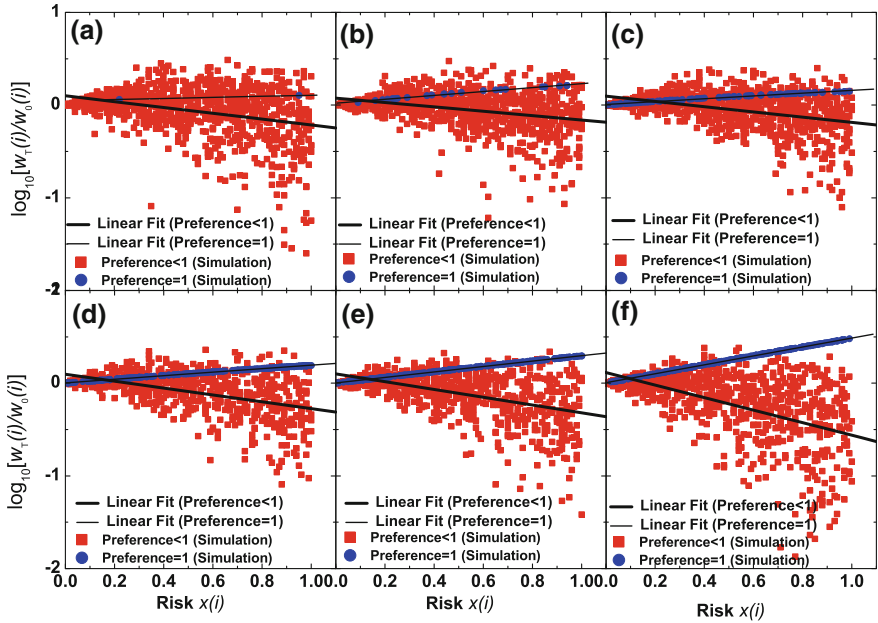 (a)
(b)
(c)
log10[wT(i)/w0(i)]
1
0
-1
-2
Linear Fit (Preference<1)
Linear Fit (Preference=1)
Preference<1 (Simulation)
Preference=1 (Simulation)
Linear Fit (Preference<1)
Linear Fit (Preference=1)
Preference<1 (Simulation)
Preference=1 (Simulation)
Linear Fit (Preference<1)
Linear Fit (Preference=1)
Preference<1 (Simulation)
Preference=1 (Simulation)
(d)
(e)
(f)
log10[wT(i)/w0(i)]
0
-1
-2
Linear Fit (Preference<1)
Linear Fit (Preference=1)
Preference<1 (Simulation)
Preference=1 (Simulation)
Linear Fit (Preference<1)
Linear Fit (Preference=1)
Preference<1 (Simulation)
Preference=1 (Simulation)
Linear Fit (Preference<1)
Linear Fit (Preference=1)
Preference<1 (Simulation)
Preference=1 (Simulation)
0.0 0.2 0.4 0.6 0.8 1.0
0.0 0.2 0.4 0.6 0.8 1.0
0.0 0.2 0.4 0.6 0.8 1.0
Risk x(i)
Risk x(i)
Risk x(i)